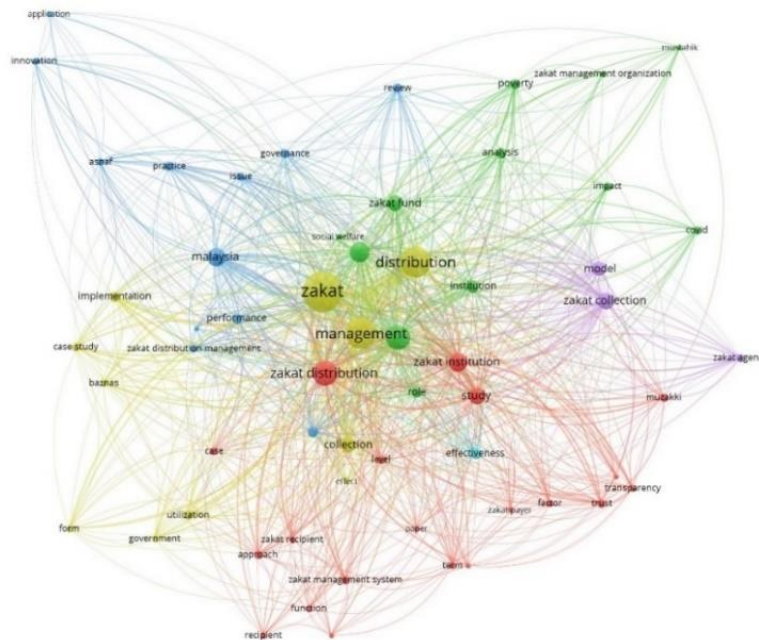 application
mustahik
innovation
zakat management organization
poverty
review
governance
analysis
asnaf
practice
issue
impact
zakat fund
covid
social welfare
malaysia
distribution
model
institution
zakat
implementation
zakat collection
performance
management
case study
zakat distribution management
zakat agen
zakat institution
zakat distribution
baznas
role
study
muzakki
collection
case
effectiveness
level
effect
transparency
factor
trust
zakat payer
utilization
form
paper
government
zakat recipient
approach
term
zakat management system
function
recipient